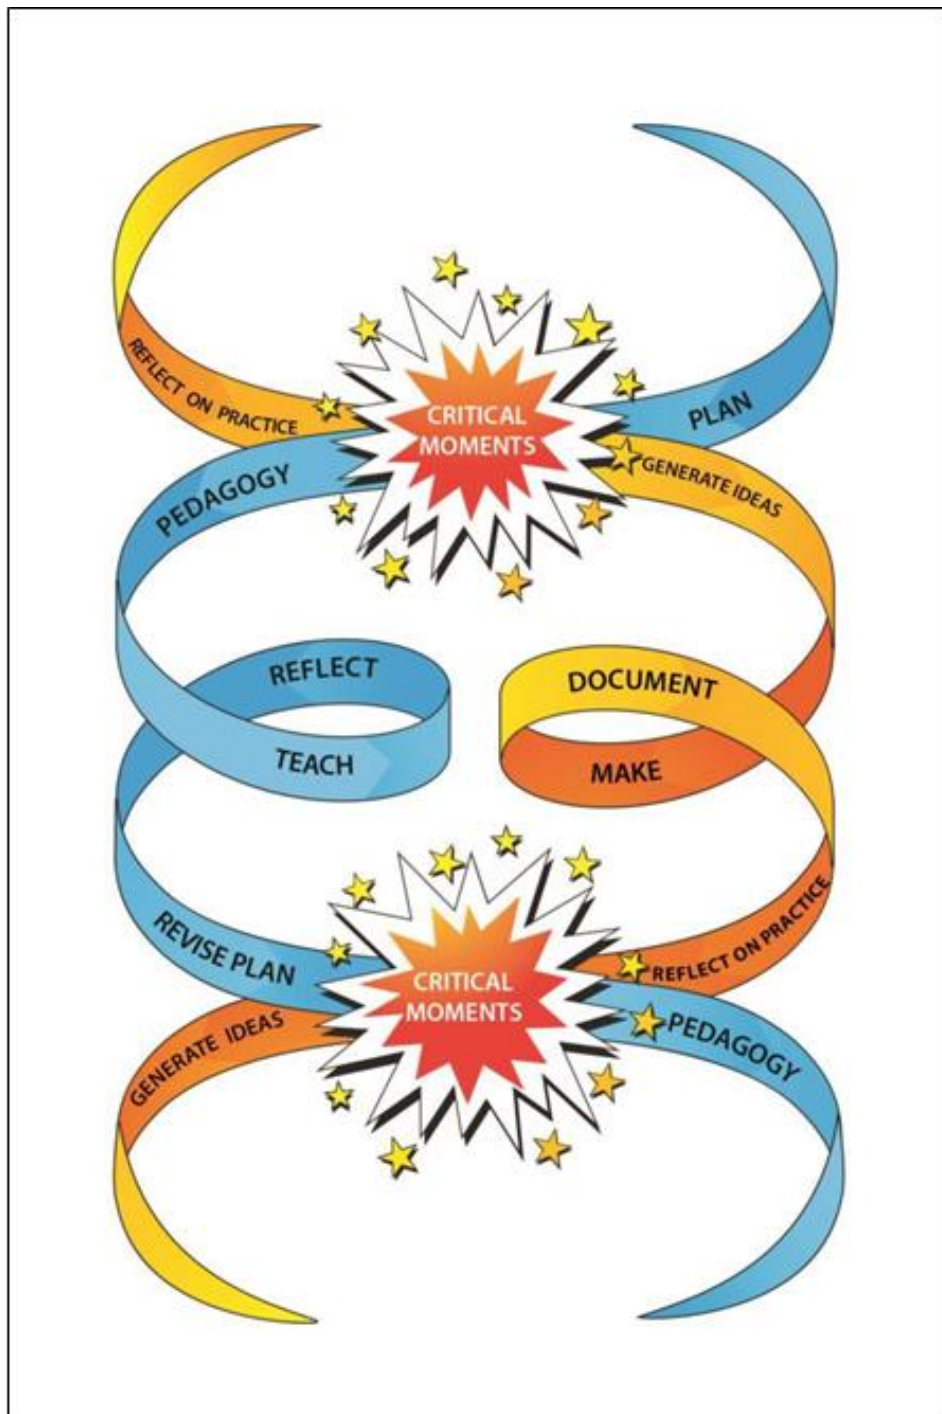 REFLECT ON PRACTICE
CRITICAL
MOMENTS
PLAN
PEDAGOGY
GENERATE IDEAS
REFLECT
DOCUMENT
TEACH
MAKE
REVISE PLAN
CRITICAL
MOMENTS
REFLECT ON PRACTICE
GENERATE IDEAS
PEDAGOGY